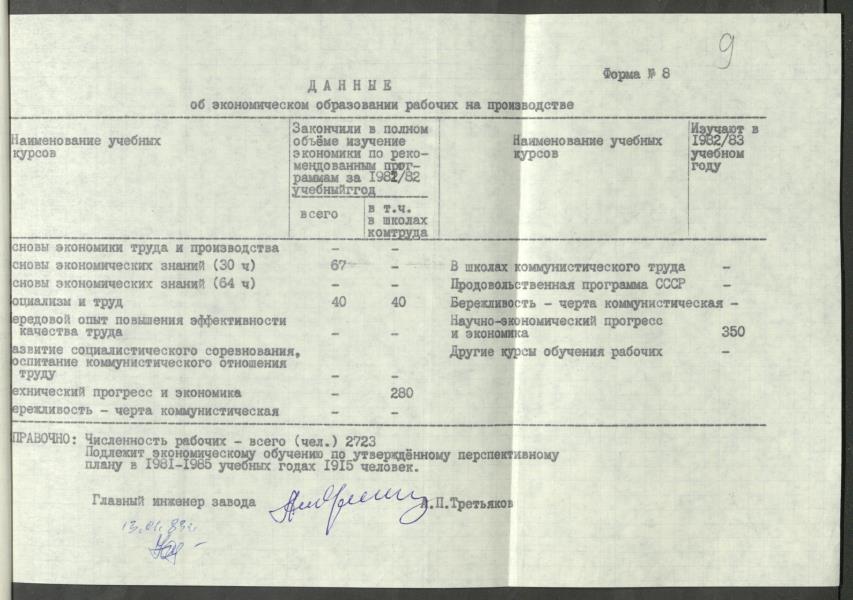 9
Форма № 8
ДАННЫЕ
об экономическом образовании рабочих на производстве
Наименование учебных
курсов
Закончили в полном
объёме изучение
экономики по реко-
мендованным прог-
раммам за 1981/82
учебныйггод
всего
в т.ч.
в школах
комтруда
Наименование учебных
курсов
Изучают в
1982/83
учебном
году
сновы экономики труда и производства - -
сновы экономических знаний (30 ч) 67 -
сновы экономических знаний (64 ч) - -
оциализм и труд 40 40
ередовой опыт повышения эффективности
качества труда - -
азвитие социалистического соревнования,
оспитание коммунистического отношения
труду - -
ехнический прогресс и экономика - 280
ережливость - черта коммунистическая - -
В школах коммунистического труда -
Продовольственная программа СССР -
Бережливость - черта коммунистическая -
Научно-экономический прогресс
и экономика 350
Другие курсы обучения рабочих -
ПРАВОЧНО: Численность рабочих - всего (чел.) 2723
Подлежит экономическому обучению по утверждённому перспективному
плану в 1981-1985 учебных годах 1915 человек.
Главный инженер завода А.П.Третьяков